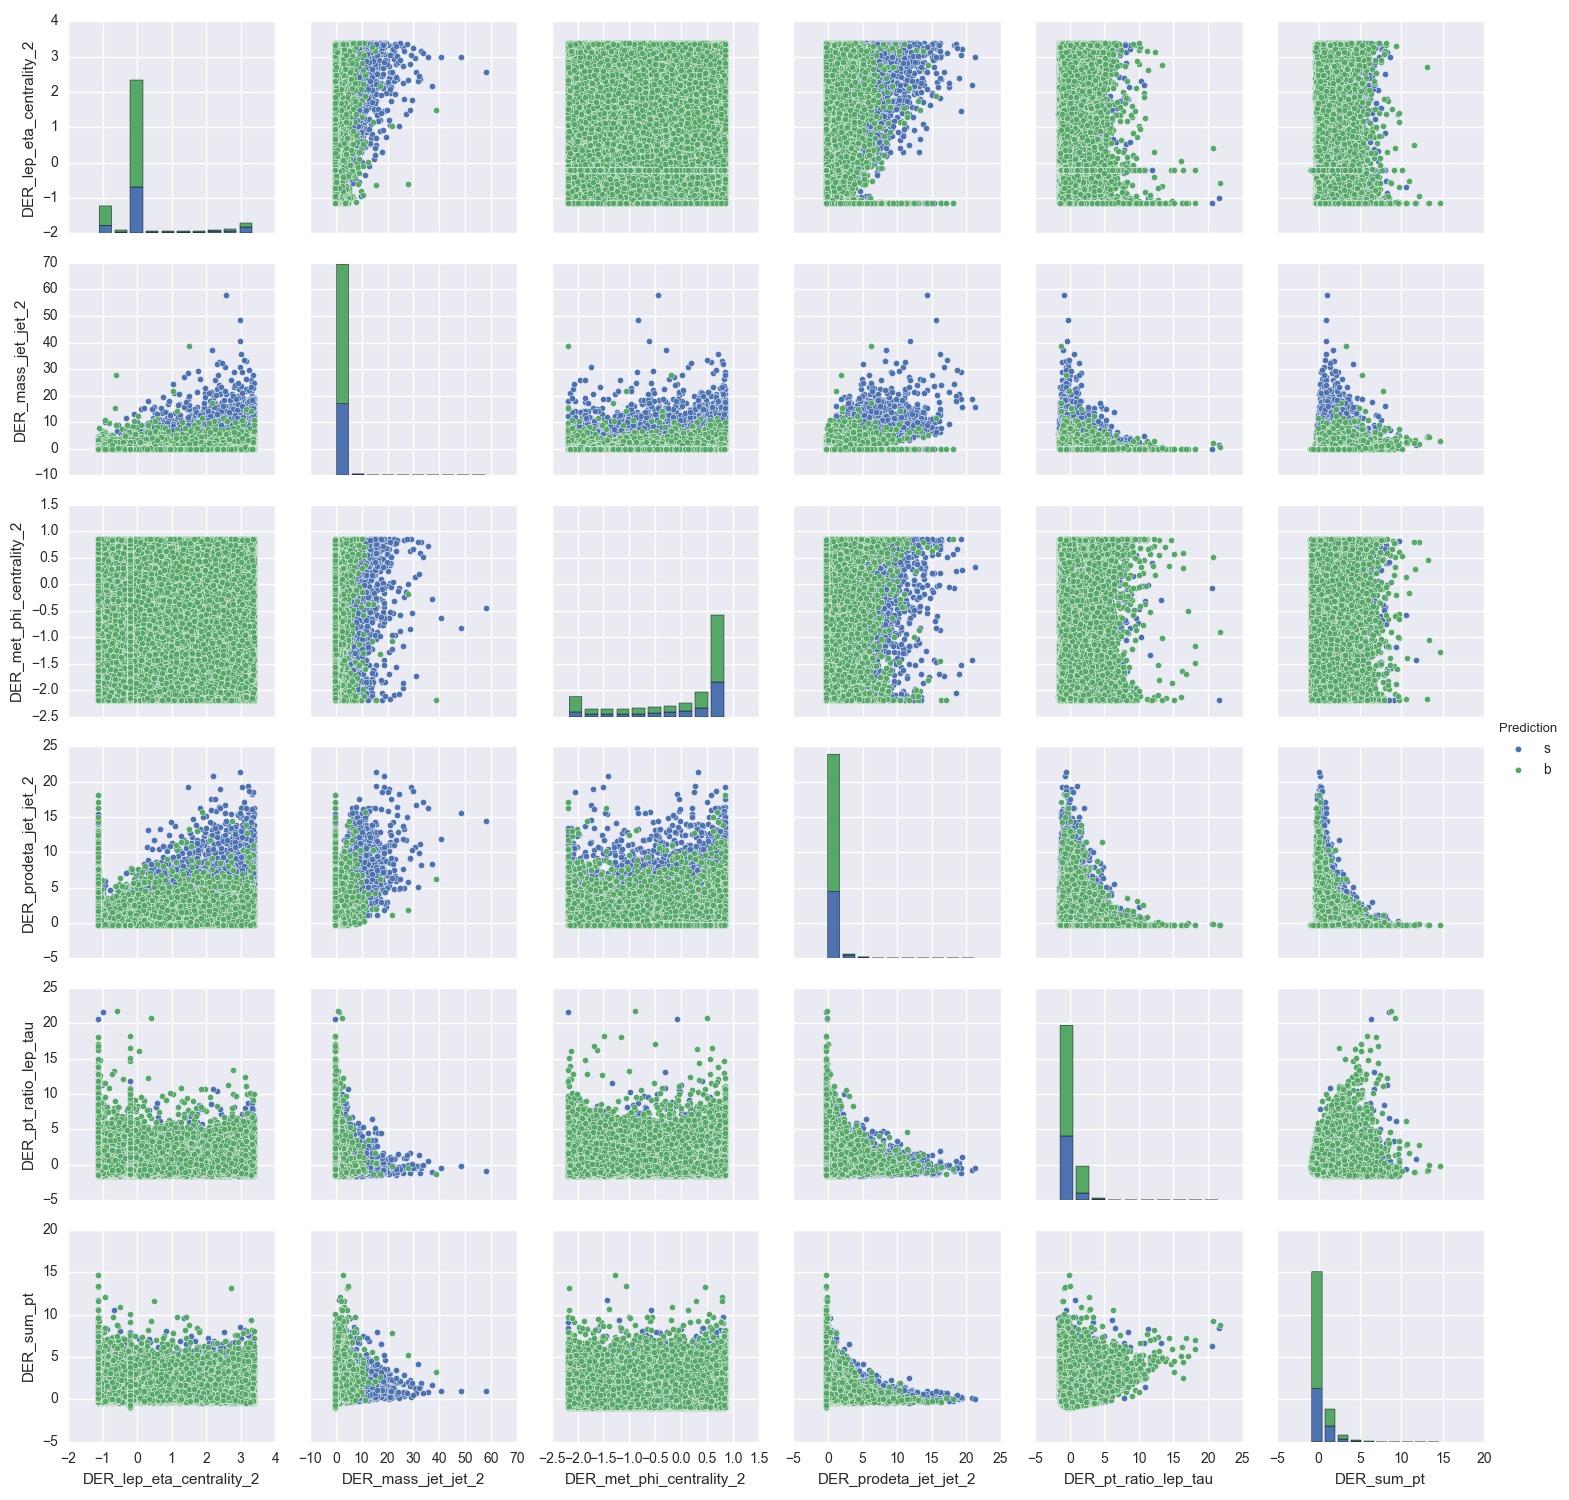 DER_lep_eta_centrality_2
4
3
2
1
0
−1
−2
DER_mass_jet_jet_2
70
60
50
40
30
20
10
0
−10
DER_met_phi_centrality_2
1.5
1.0
0.5
0.0
−0.5
−1.0
−1.5
−2.0
−2.5
Prediction
s
b
DER_prodeta_jet_jet_2
25
20
15
10
5
0
−5
DER_pt_ratio_lep_tau
25
20
15
10
5
0
−5
DER_sum_pt
20
15
10
5
0
−5
−2 −1 0 1 2 3 4
DER_lep_eta_centrality_2
−10 0 10 20 30 40 50 60 70
DER_mass_jet_jet_2
−2.5−2.0−1.5−1.0−0.5 0.0 0.5 1.0 1.5
DER_met_phi_centrality_2
−5 0 5 10 15 20 25
DER_prodeta_jet_jet_2
−5 0 5 10 15 20 25
DER_pt_ratio_lep_tau
−5 0 5 10 15 20
DER_sum_pt